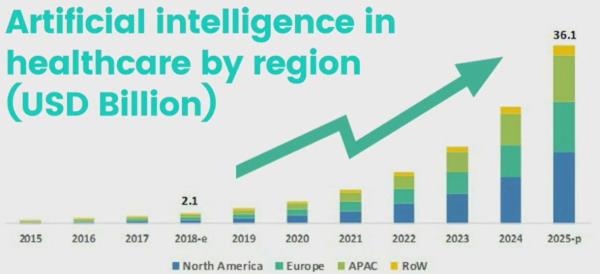 Artificial intelligence in
healthcare by region
(USD Billion)
36.1
2.1
2015 2016 2017 2018-e 2019 2020 2021 2022 2023 2024 2025-p
North America Europe APAC RoW